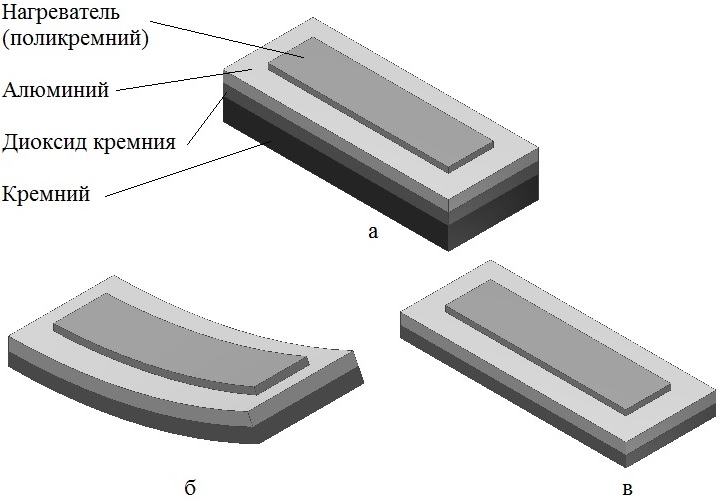 Нагреватель
(поликремний)
Алюминий
Диоксид кремния
Кремний
а
б
в